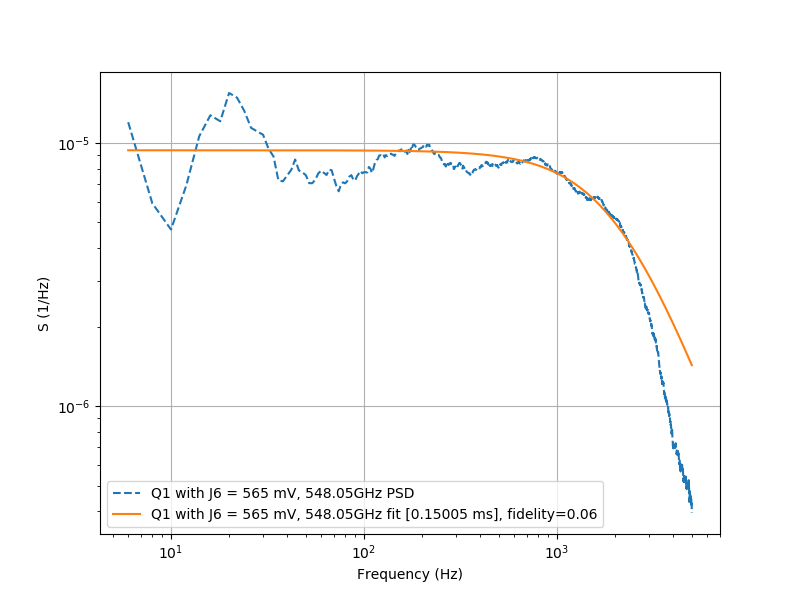 10⁻⁵
10⁻⁶
S (1/Hz)
Q1 with J6 = 565 mV, 548.05GHz PSD
Q1 with J6 = 565 mV, 548.05GHz fit [0.15005 ms], fidelity=0.06
10¹ 10² 10³
Frequency (Hz)